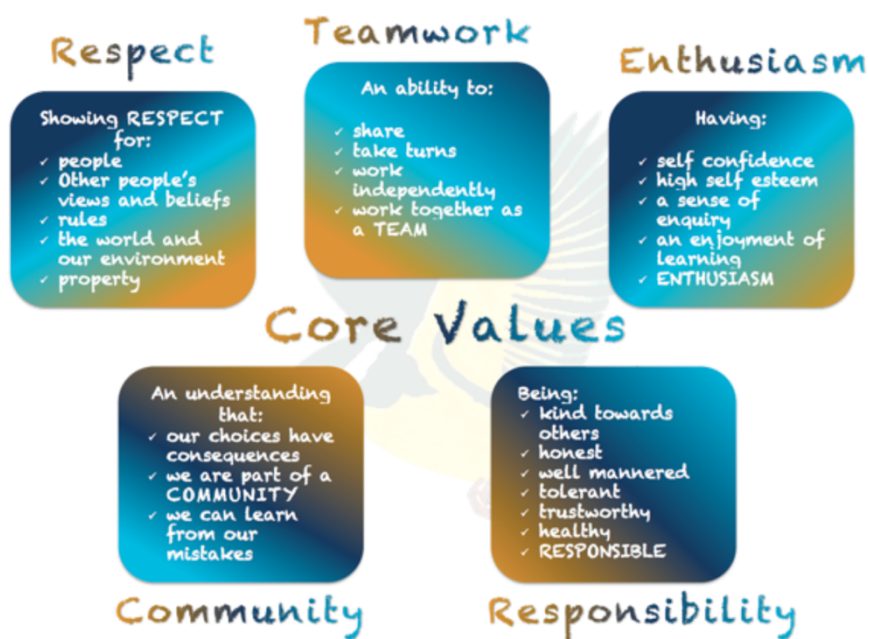 Respect
Showing RESPECT
for:
✓ people
✓ Other people's
views and beliefs
✓ rules
✓ the world and
our environment
✓ property
Teamwork
An ability to:
✓ share
✓ take turns
✓ work
independently
✓ work together as
a TEAM
Enthusiasm
Having:
✓ self confidence
✓ high self esteem
✓ a sense of
enquiry
✓ an enjoyment of
learning
✓ ENTHUSIASM
Core Values
An understanding
that:
✓ our choices have
consequences
✓ we are part of a
COMMUNITY
✓ we can learn
from our
mistakes
Community
Being:
✓ kind towards
others
✓ honest
✓ well mannered
✓ tolerant
✓ trustworthy
✓ healthy
✓ RESPONSIBLE
Responsibility